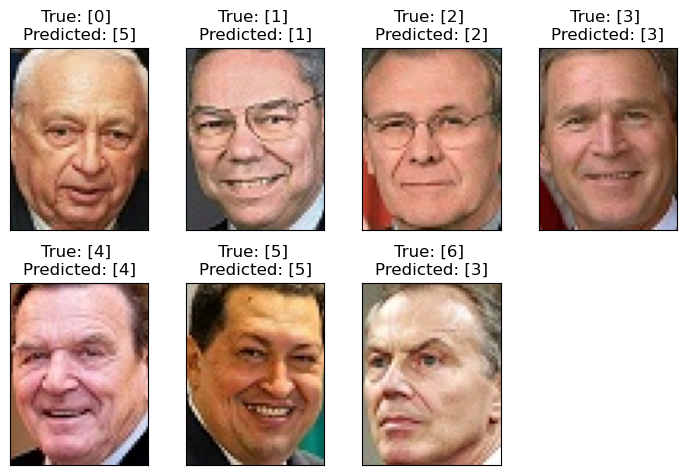 True: [0]
Predicted: [5]
True: [1]
Predicted: [1]
True: [2]
Predicted: [2]
True: [3]
Predicted: [3]
True: [4]
Predicted: [4]
True: [5]
Predicted: [5]
True: [6]
Predicted: [3]